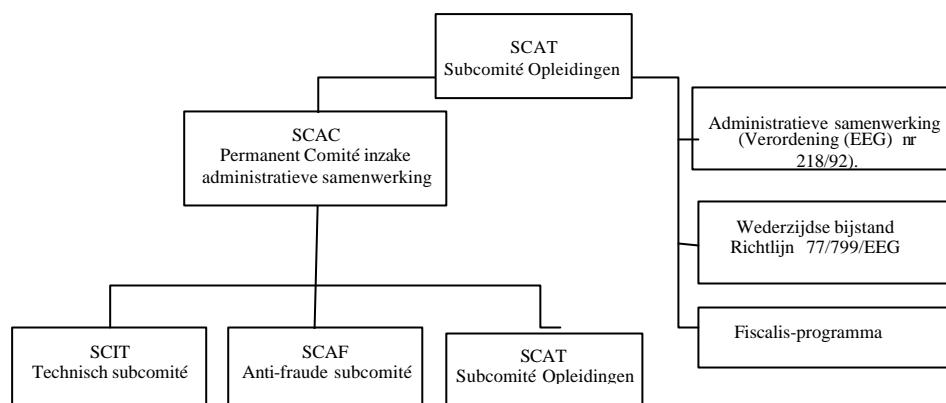 SCAT
Subcomité Opleidingen
SCAC
Permanent Comité inzake
administratieve samenwerking
Administratieve samenwerking
(Verordening (EEG) nr
218/92).
Wederzijdse bijstand
Richtlijn 77/799/EEG
Fiscalis-programma
SCIT
Technisch subcomité
SCAF
Anti-fraude subcomité
SCAT
Subcomité Opleidingen